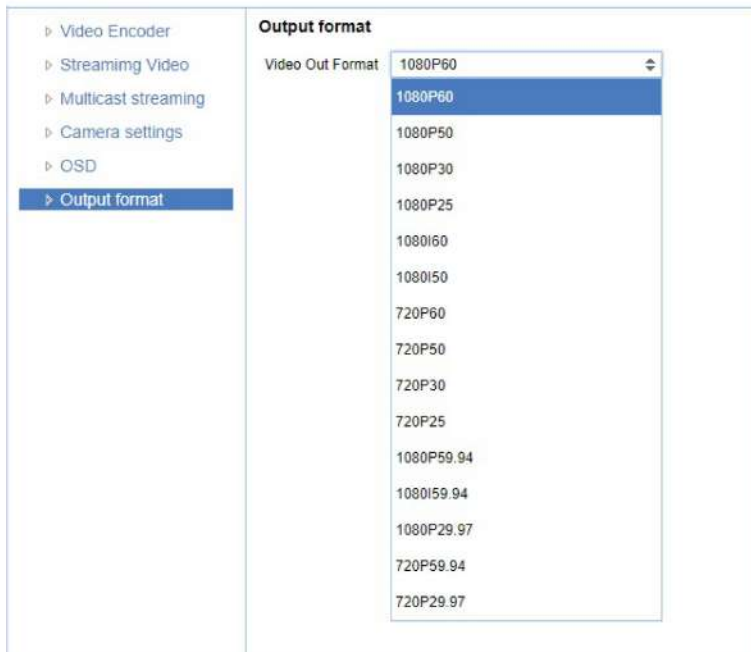 Video Encoder
Streamimg Video
Multicast streaming
Camera settings
OSD
Output format
Output format
Video Out Format 1080P60
1080P60
1080P50
1080P30
1080P25
1080I60
1080I50
720P60
720P50
720P30
720P25
1080P59.94
1080I59.94
1080P29.97
720P59.94
720P29.97